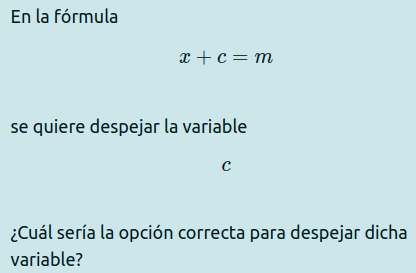 En la fórmula
x + c = m
se quiere despejar la variable
c
¿Cuál sería la opción correcta para despejar dicha
variable?